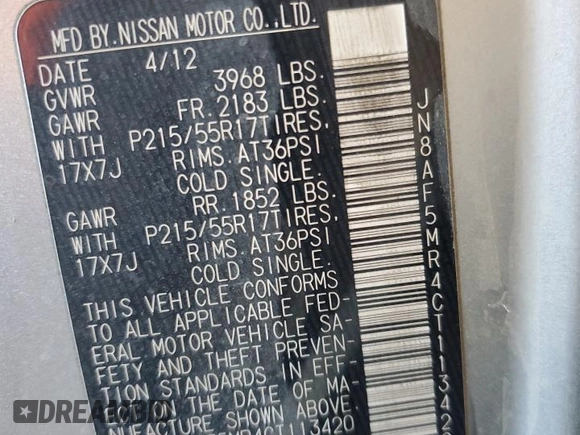 MFD BY.NISSAN MOTOR CO.,LTD.
DATE 4/12
GVWR 3968 LBS.
GAWR FR.2183 LBS.
WITH P215/55R17TIRES,
17X7J RIMS.AT36PSI
COLD SINGLE.
GAWR RR.1852 LBS.
WITH P215/55R17TIRES,
17X7J RIMS.AT36PSI
COLD SINGLE.
THIS VEHICLE CONFORMS
TO ALL APPLICABLE FED-
ERAL MOTOR VEHICLE SA-
FETY AND THEFT PREVEN-
TION STANDARDS IN EFF-
THE DATE OF MA-
NUFACTURE SHOWN ABOVE.
5MR4CT113420
JN8AF5MR4CT11342